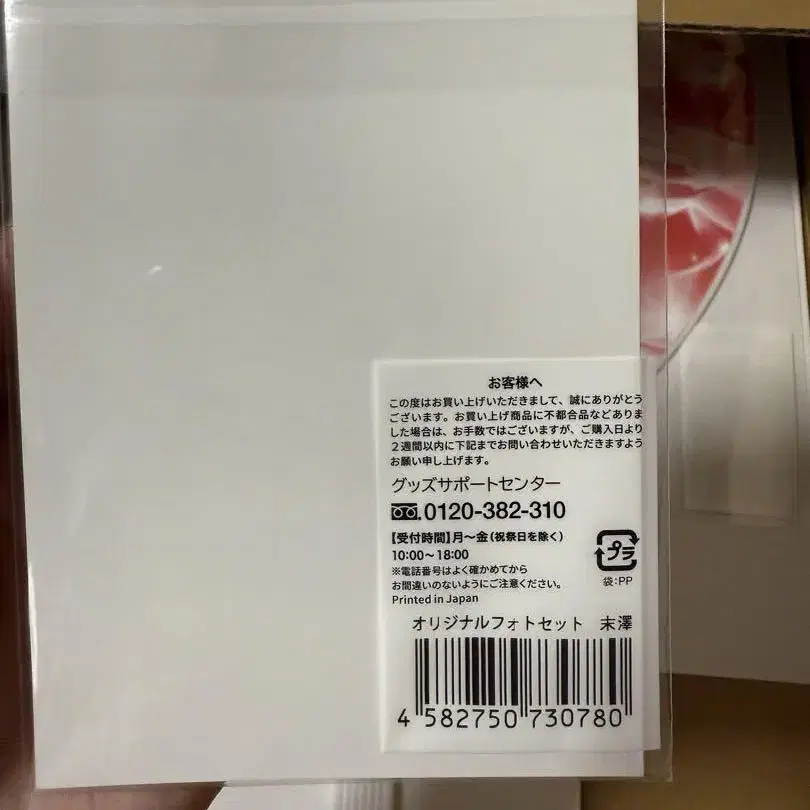 お客様へ
この度はお買い上げいただきまして、誠にありがとう
ございます。お買い上げ商品に不都合品などありま
した場合は、お手数ではございますが、ご購入日より
2週間以内に下記までお問い合わせいただきますよう
お願い申し上げます。
グッズサポートセンター
0120-382-310
【受付時間】月〜金(祝祭日を除く)
10:00〜18:00
※電話番号はよく確かめてから
お間違いのないようにご注意ください。
Printed in Japan
プラ
袋:PP
オリジナルフォトセット 末澤
4 582750 730780